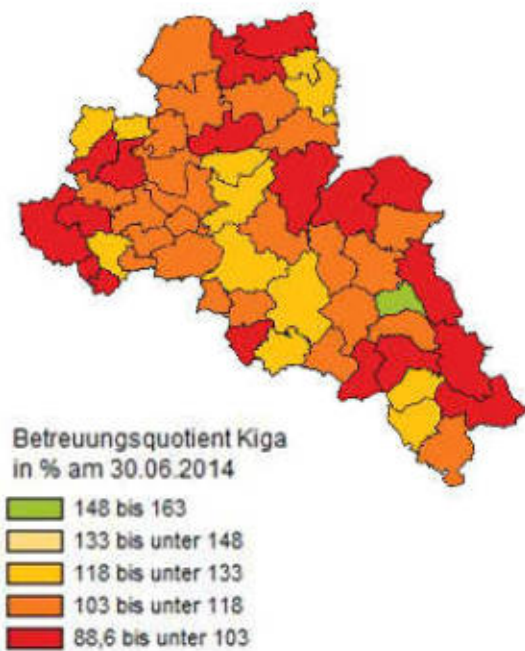 Betreuungsquotient Kiga
in % am 30.06.2014
148 bis 163
133 bis unter 148
118 bis unter 133
103 bis unter 118
88,6 bis unter 103